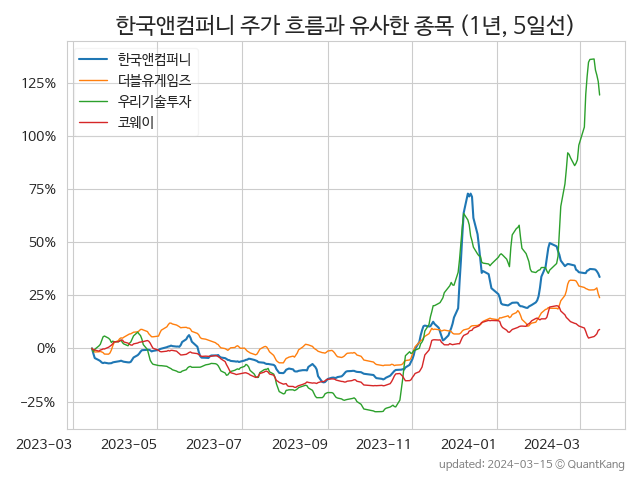 한국앤컴퍼니 주가 흐름과 유사한 종목 (1년, 5일선)
한국앤컴퍼니
더블유게임즈
우리기술투자
코웨이
125%
100%
75%
50%
25%
0%
−25%
2023-03 2023-05 2023-07 2023-09 2023-11 2024-01 2024-03
updated: 2024-03-15 © QuantKang